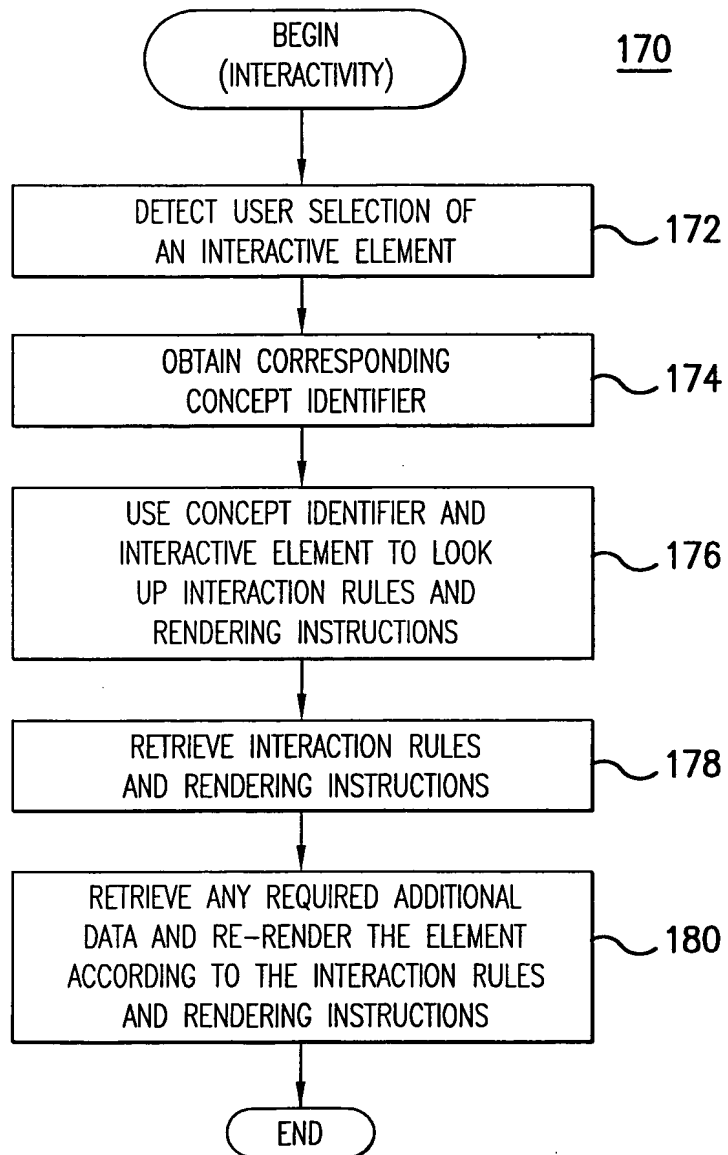 BEGIN
(INTERACTIVITY)
170
DETECT USER SELECTION OF
AN INTERACTIVE ELEMENT
172
OBTAIN CORRESPONDING
CONCEPT IDENTIFIER
174
USE CONCEPT IDENTIFIER AND
INTERACTIVE ELEMENT TO LOOK
UP INTERACTION RULES AND
RENDERING INSTRUCTIONS
176
RETRIEVE INTERACTION RULES
AND RENDERING INSTRUCTIONS
178
RETRIEVE ANY REQUIRED ADDITIONAL
DATA AND RE-RENDER THE ELEMENT
ACCORDING TO THE INTERACTION RULES
AND RENDERING INSTRUCTIONS
180
END